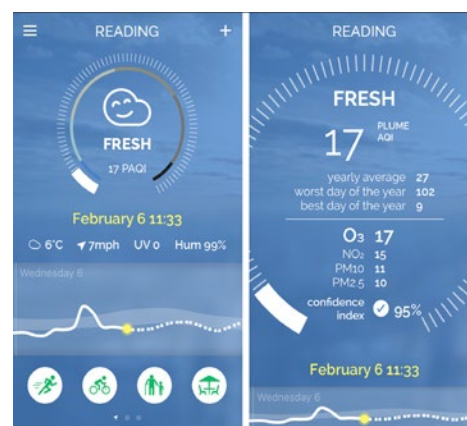 READING
FRESH
17 PAQI
February 6 11:33
6°C 7mph UV 0 Hum 99%
Wednesday 6
READING
FRESH
17 PLUME
AQI
yearly average 27
worst day of the year 102
best day of the year 9
O₃ 17
NO₂ 15
PM10 11
PM2.5 10
confidence
index 95%
February 6 11:33
Wednesday 6